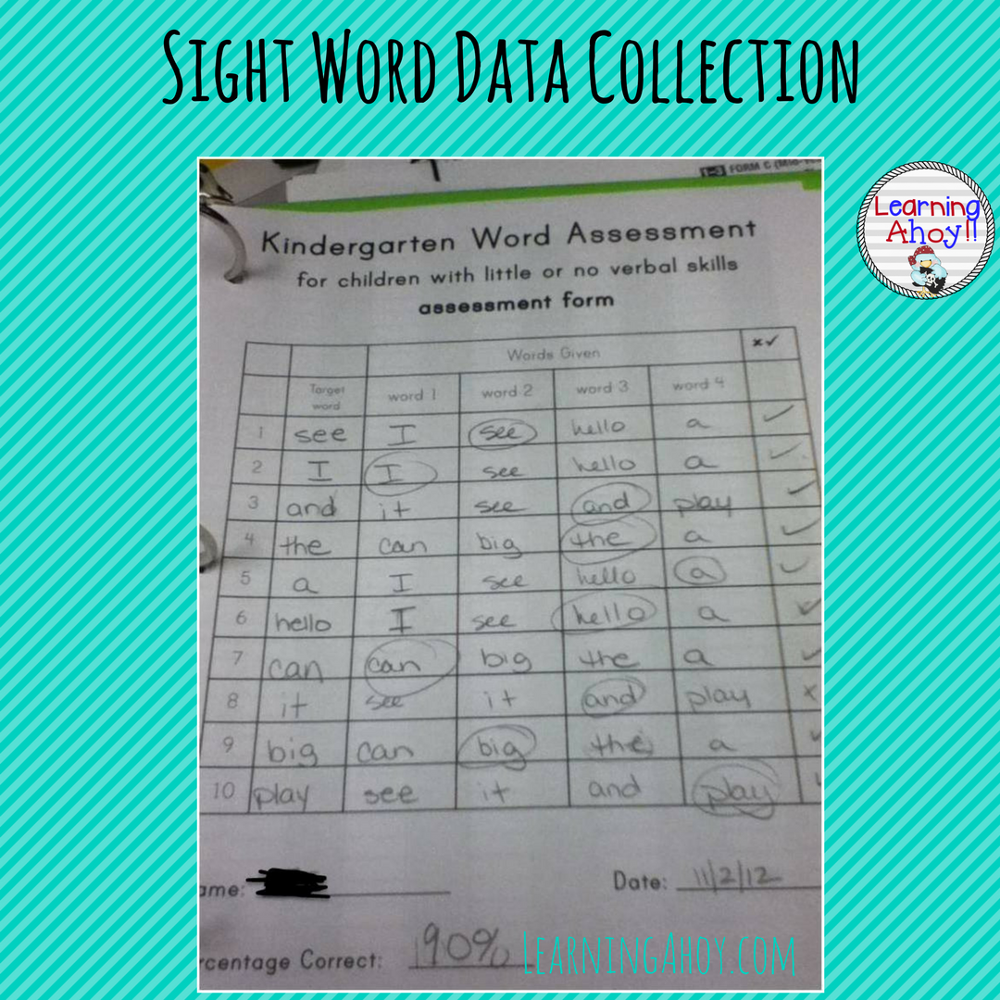 SIGHT WORD DATA COLLECTION
1-3 FORM C
Learning
Ahoy!!
Kindergarten Word Assessment
for children with little or no verbal skills
assessment form
Words Given x✓
Target word word 1 word 2 word 3 word 4
1 see I see hello a ✓
2 I I see hello a ✓
3 and it see and play ✓
4 the can big the a ✓
5 a I see hello a ✓
6 hello I see hello a ✓
7 can can big the a ✓
8 it see it and play x
9 big can big the a ✓
10 play see it and play ✓
ame: Date: 11/2/12
rcentage Correct: 90%
LEARNINGAHOY.COM